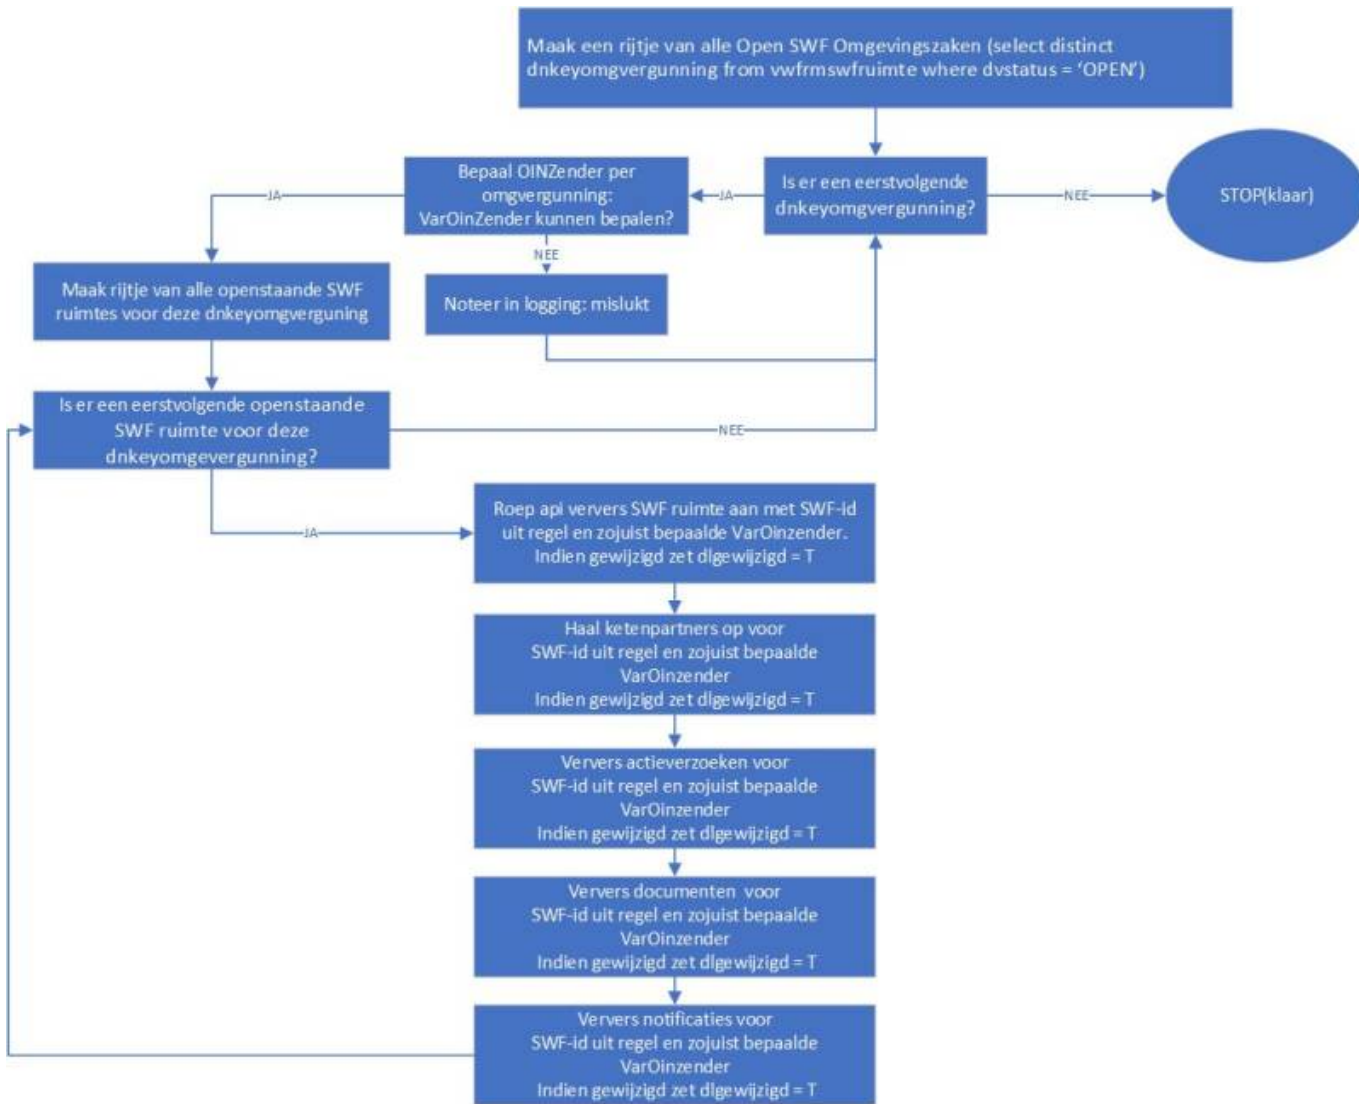 Maak een rijtje van alle Open SWF Omgevingszaken (select distinct
dnkeyomgvergunning from vwfrmswfruimte where dvstatus = ‘OPEN’)
Is er een eerstvolgende
dnkeyomgvergunning?
NEE
STOP(klaar)
JA
Bepaal OINZender per
omgvergunning:
VarOinZender kunnen bepalen?
JA
NEE
Noteer in logging: mislukt
Maak rijtje van alle openstaande SWF
ruimtes voor deze dnkeyomgverguning
Is er een eerstvolgende openstaande
SWF ruimte voor deze
dnkeyomgevergunning?
NEE
JA
Roep api ververs SWF ruimte aan met SWF-id
uit regel en zojuist bepaalde VarOinzender.
Indien gewijzigd zet dlgewijzigd = T
Haal ketenpartners op voor
SWF-id uit regel en zojuist bepaalde
VarOinzender
Indien gewijzigd zet dlgewijzigd = T
Ververs actieverzoeken voor
SWF-id uit regel en zojuist bepaalde
VarOinzender
Indien gewijzigd zet dlgewijzigd = T
Ververs documenten voor
SWF-id uit regel en zojuist bepaalde
VarOinzender
Indien gewijzigd zet dlgewijzigd = T
Ververs notificaties voor
SWF-id uit regel en zojuist bepaalde
VarOinzender
Indien gewijzigd zet dlgewijzigd = T